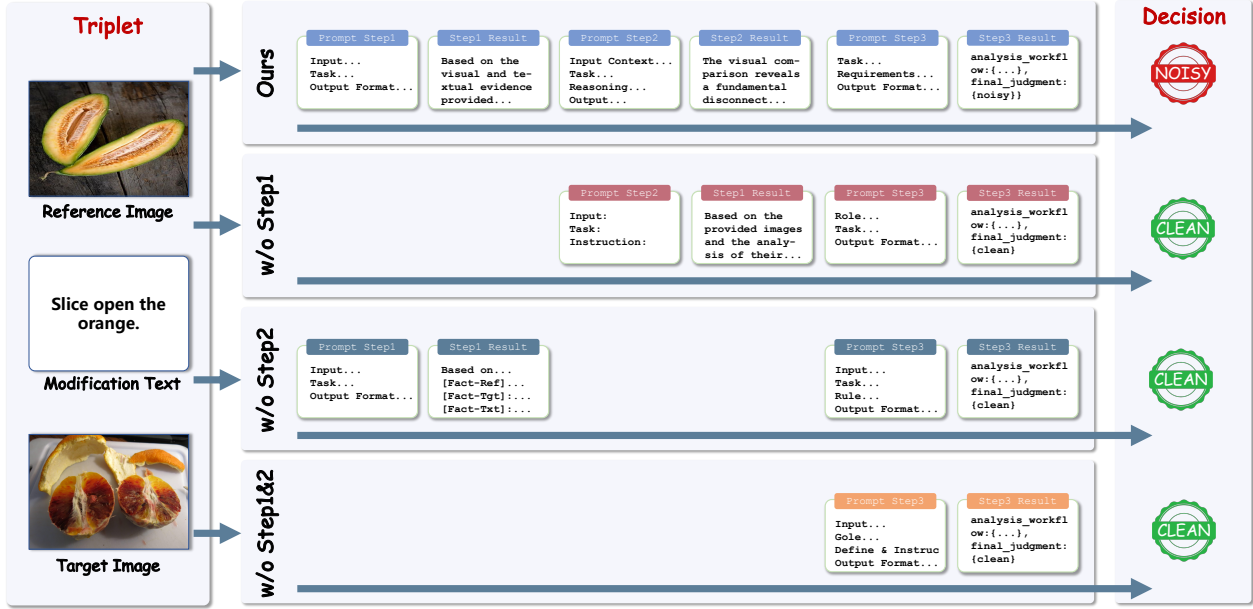 Triplet
Reference Image
Slice open the
orange.
Modification Text
Target Image
Ours
Prompt Step1
Input...
Task...
Output Format...
Step1 Result
Based on the
visual and te-
xtual evidence
provided...
Prompt Step2
Input Context...
Task...
Reasoning...
Output...
Step2 Result
The visual com-
parison reveals
a fundamental
disconnect...
Prompt Step3
Task...
Requirements...
Output Format...
Step3 Result
analysis_workfl
ow:{...},
final_judgment:
{noisy}}
w/o Step1
Prompt Step2
Input:
Task:
Instruction:
Step1 Result
Based on the
provided images
and the analy-
sis of their...
Prompt Step3
Role...
Task...
Output Format...
Step3 Result
analysis_workfl
ow:{...},
final_judgment:
{clean}
w/o Step2
Prompt Step1
Input...
Task...
Output Format...
Step1 Result
Based on...
[Fact-Ref]...
[Fact-Tgt]:...
[Fact-Txt]:...
Prompt Step3
Input...
Task...
Rule...
Output Format...
Step3 Result
analysis_workfl
ow:{...},
final_judgment:
{clean}
w/o Step1&2
Prompt Step3
Input...
Gole...
Define & Instruc
Output Format...
Step3 Result
analysis_workfl
ow:{...},
final_judgment:
{clean}
Decision
NOISY
CLEAN
CLEAN
CLEAN